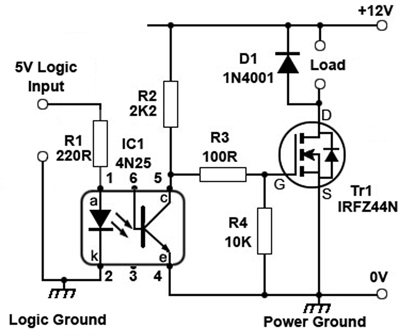 +12V
D1
1N4001
Load
5V Logic
Input
R2
2K2
R1
220R
IC1
4N25
R3
100R
D
G
S
Tr1
IRFZ44N
1
6
5
a
c
k
e
2
3
4
R4
10K
0V
Logic Ground
Power Ground